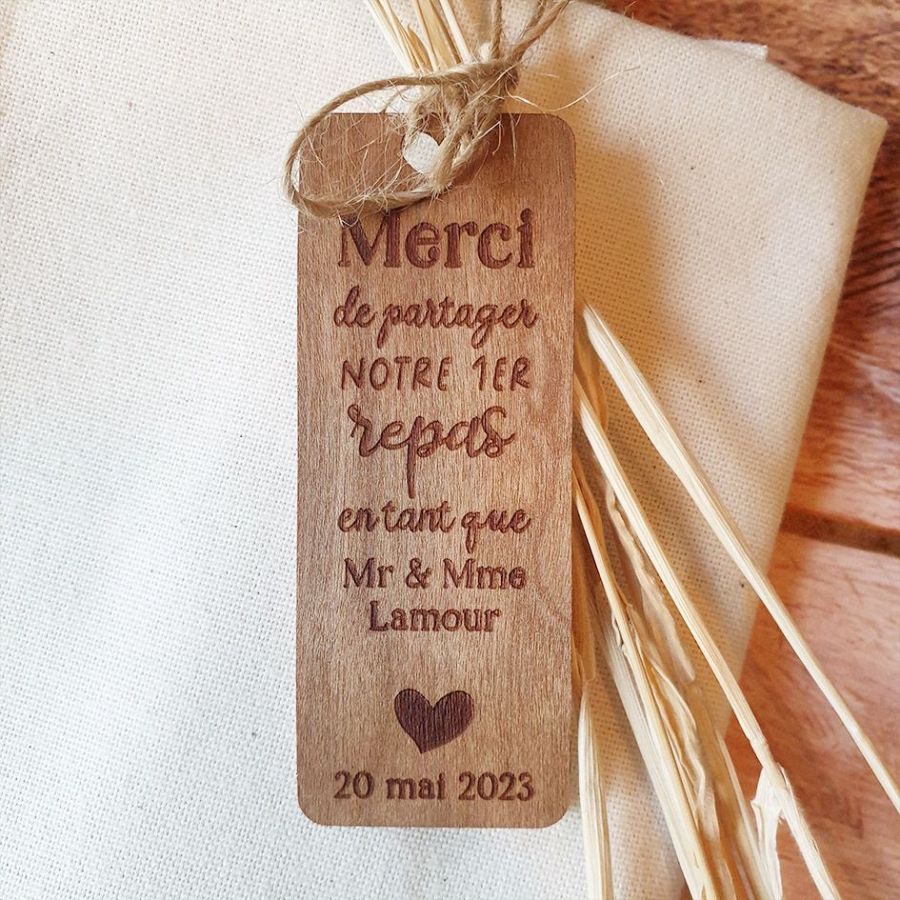 Merci
de partager
NOTRE 1ER
repas
en tant que
Mr & Mme
Lamour
20 mai 2023